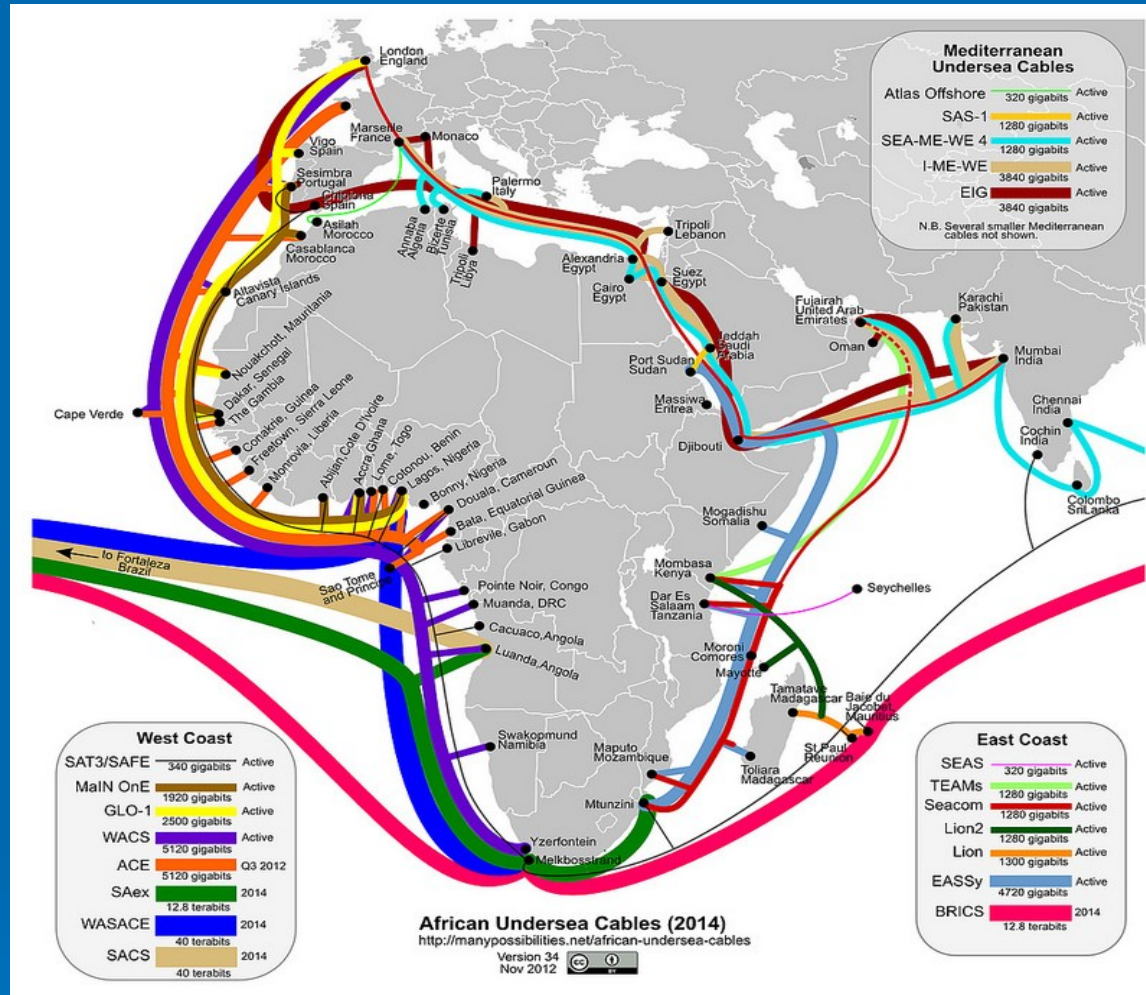 London
England
Marseille
France
Monaco
Vigo
Spain
Sesimbra
Portugal
Chipiona
Spain
Asilah
Morocco
Casablanca
Morocco
Annaba
Algeria
Bizerte
Tunisia
Palermo
Italy
Tripoli
Libya
Tripoli
Lebanon
Alexandria
Egypt
Cairo
Egypt
Suez
Egypt
Altavista
Canary Islands
Nouakchott, Mauritania
Dakar, Senegal
The Gambia
Cape Verde
Conakrie, Guinea
Freetown, Sierra Leone
Monrovia, Liberia
Abijan,Cote D'Ivoire
Accra,Ghana
Lome, Togo
Cotonou, Benin
Lagos, Nigeria
Bonny, Nigeria
Douala, Cameroun
Bata, Equatorial Guinea
Libreville, Gabon
Sao Tome
and Principe
to Fortaleza
Brazil
Pointe Noir, Congo
Muanda, DRC
Cacuaco,Angola
Luanda,Angola
Swakopmund
Namibia
Yzerfontein
Melkbosstrand
Port Sudan
Sudan
Jeddah
Saudi
Arabia
Massiwa
Eritrea
Djibouti
Fujairah
United Arab
Emirates
Oman
Karachi
Pakistan
Mumbai
India
Chennai
India
Cochin
India
Colombo
SriLanka
Mogadishu
Somalia
Mombasa
Kenya
Dar Es
Salaam
Tanzania
Seychelles
Moroni
Comores
Mayotte
Tamatave
Madagascar
Baie du
Jacobet,
Mauritius
St Paul
Reunion
Toliara
Madagascar
Maputo
Mozambique
Mtunzini
Mediterranean
Undersea Cables
Atlas Offshore 320 gigabits Active
SAS-1 1280 gigabits Active
SEA-ME-WE 4 1280 gigabits Active
I-ME-WE 3840 gigabits Active
EIG 3840 gigabits Active
N.B. Several smaller Mediterranean
cables not shown.
West Coast
SAT3/SAFE 340 gigabits Active
MaIN OnE 1920 gigabits Active
GLO-1 2500 gigabits Active
WACS 5120 gigabits Active
ACE 5120 gigabits Q3 2012
SAex 12.8 terabits 2014
WASACE 40 terabits 2014
SACS 40 terabits 2014
East Coast
SEAS 320 gigabits Active
TEAMs 1280 gigabits Active
Seacom 1280 gigabits Active
Lion2 1280 gigabits Active
Lion 1300 gigabits Active
EASSy 4720 gigabits Active
BRICS 12.8 terabits 2014
African Undersea Cables (2014)
http://manypossibilities.net/african-undersea-cables
Version 34
Nov 2012
cc BY